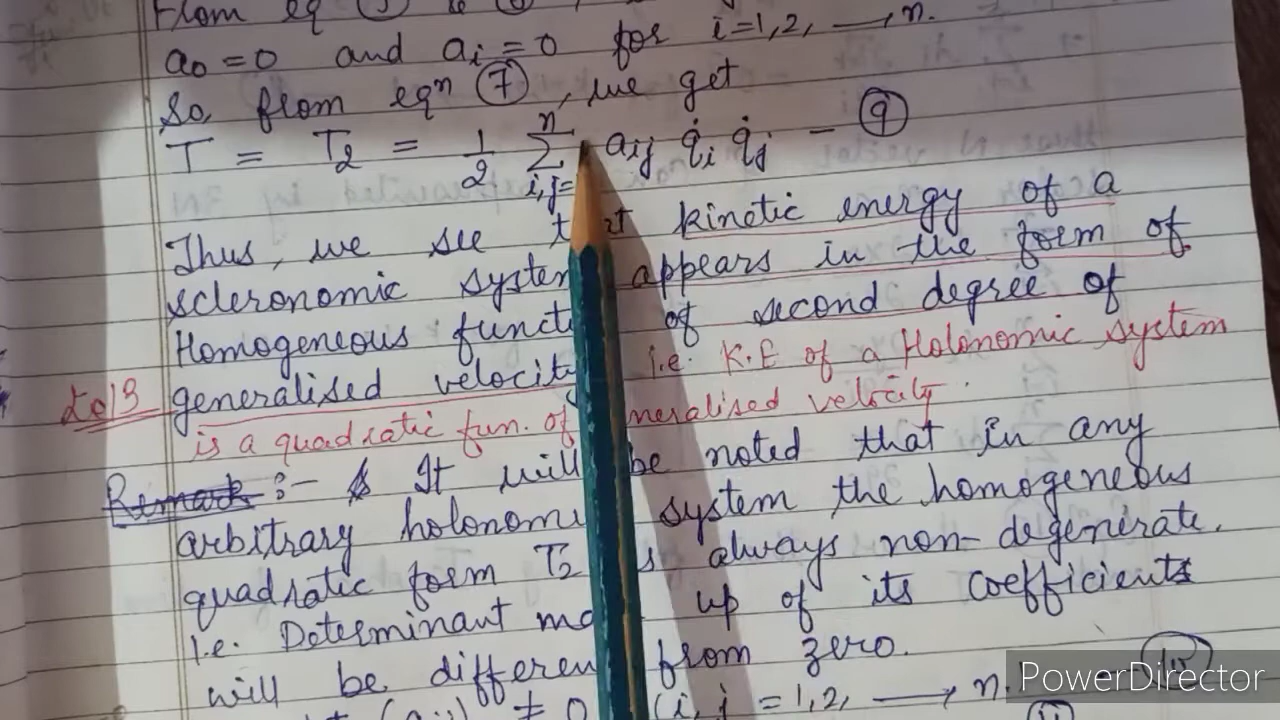 From eq
a₀ = 0 and aᵢ = 0 for i=1,2, ⟶ n.
So, from eqⁿ ⑦, we get
T = T₂ = 1/2 Σⁿ i,j= aᵢⱼ q̇ᵢ q̇ⱼ - ⑨
Thus, we see kinetic energy of a
scleronomic system appears in the form of
Homogeneous of second degree of
generalised velocity i.e. K.E of a Holonomic system
is a quadratic fun. of velocity.
Remark :- It will be noted that in any
arbitrary system the homogeneous
quadratic form T₂ always non-degenerate.
i.e. Determinant up of its coefficients
will be from zero.
(aᵢⱼ) ≠ 0 (i, j = 1,2, ⟶ n.)
PowerDirector